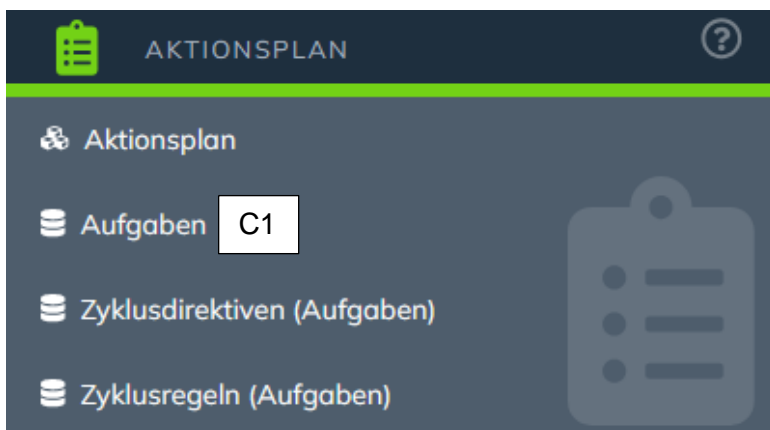 AKTIONSPLAN
Aktionsplan
Aufgaben C1
Zyklusdirektiven (Aufgaben)
Zyklusregeln (Aufgaben)